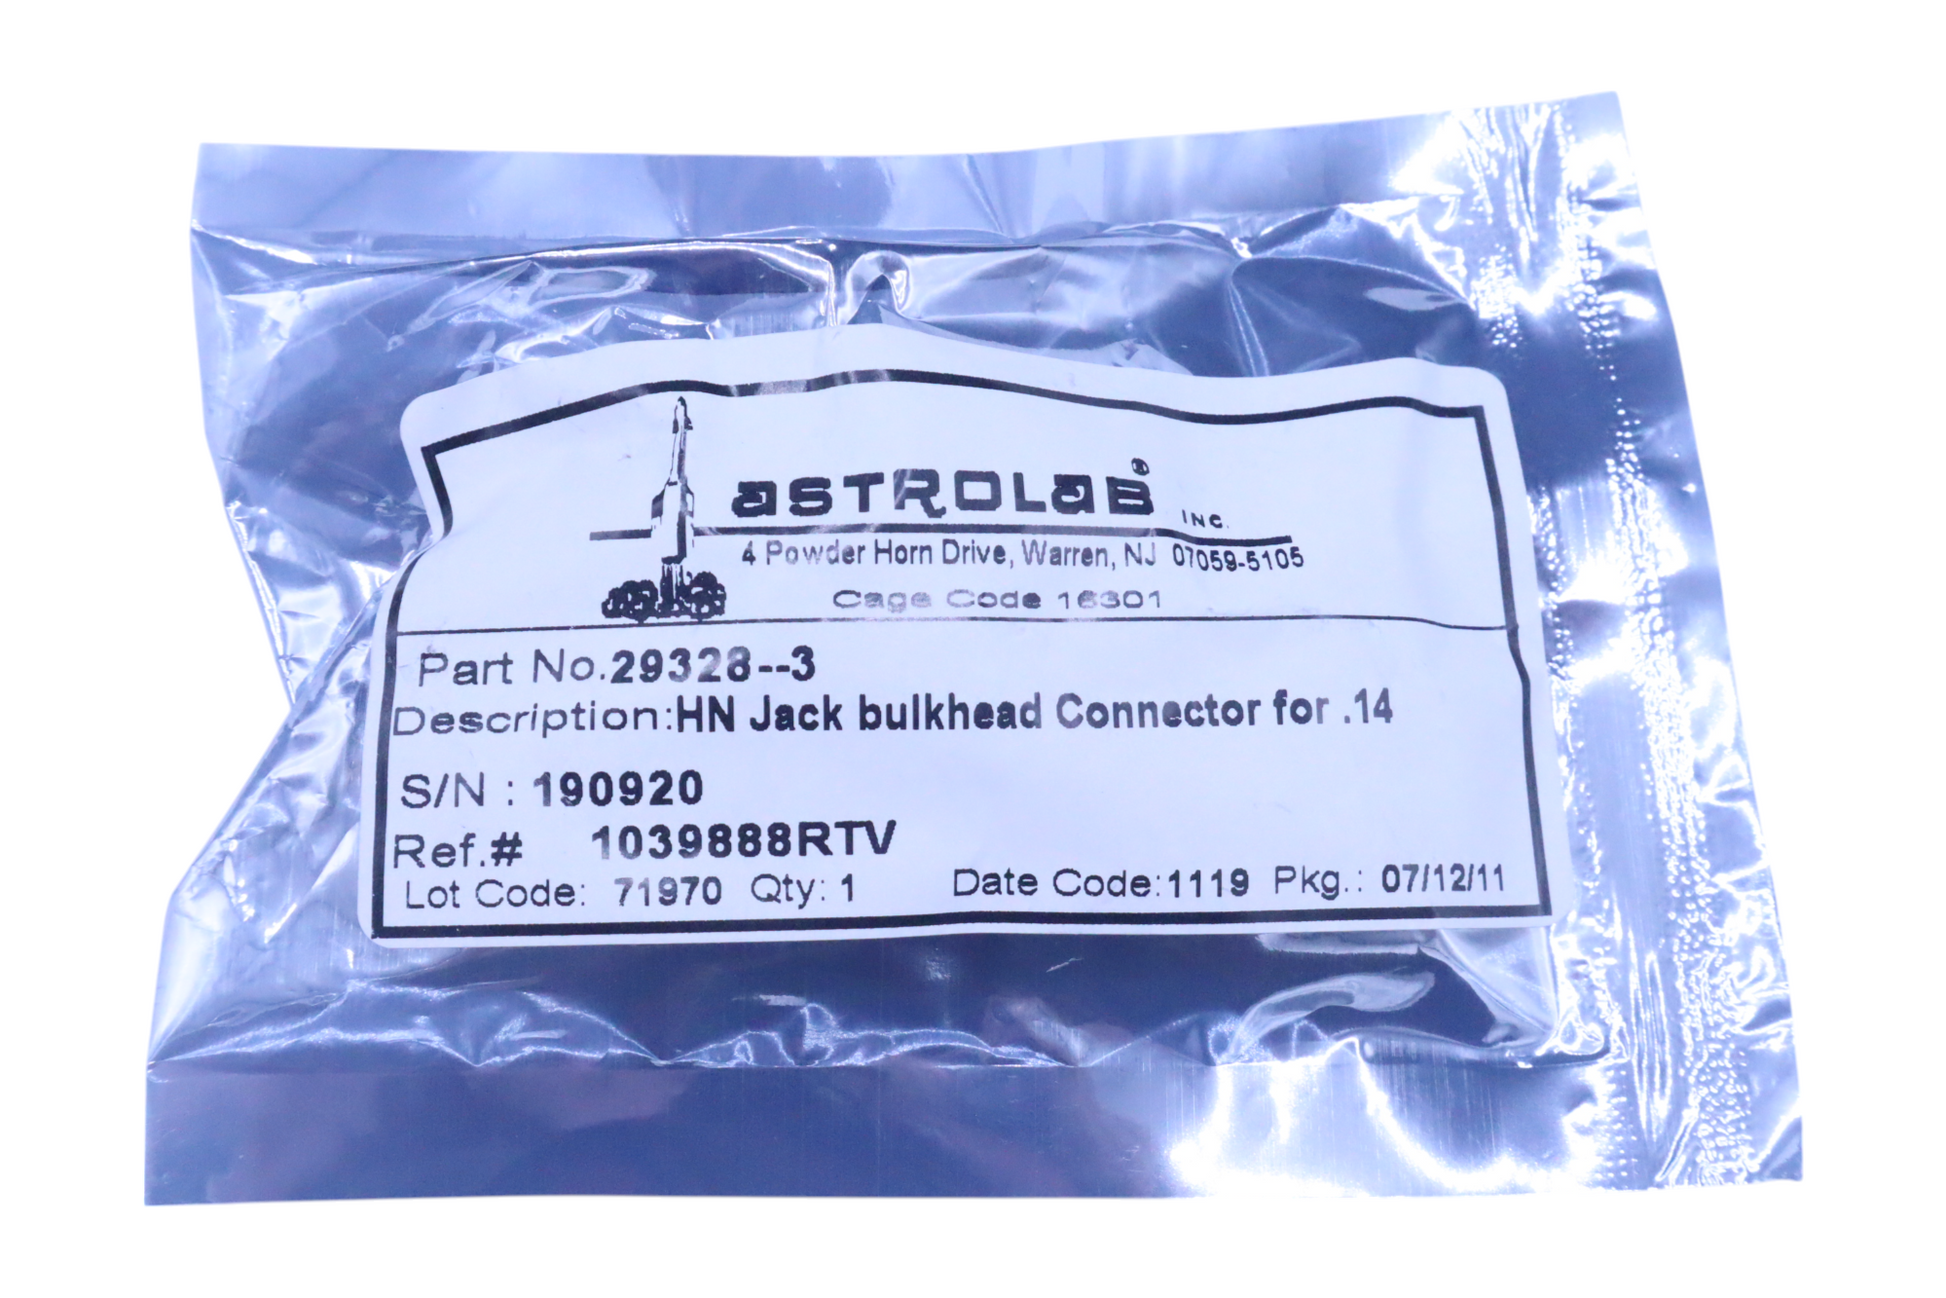 aSTROLaB® INC.
4 Powder Horn Drive, Warren, NJ 07059-5105
Cage Code 16301
Part No.29328--3
Description:HN Jack bulkhead Connector for .14
S/N : 190920
Ref.# 1039888RTV
Lot Code: 71970 Qty: 1 Date Code:1119 Pkg.: 07/12/11